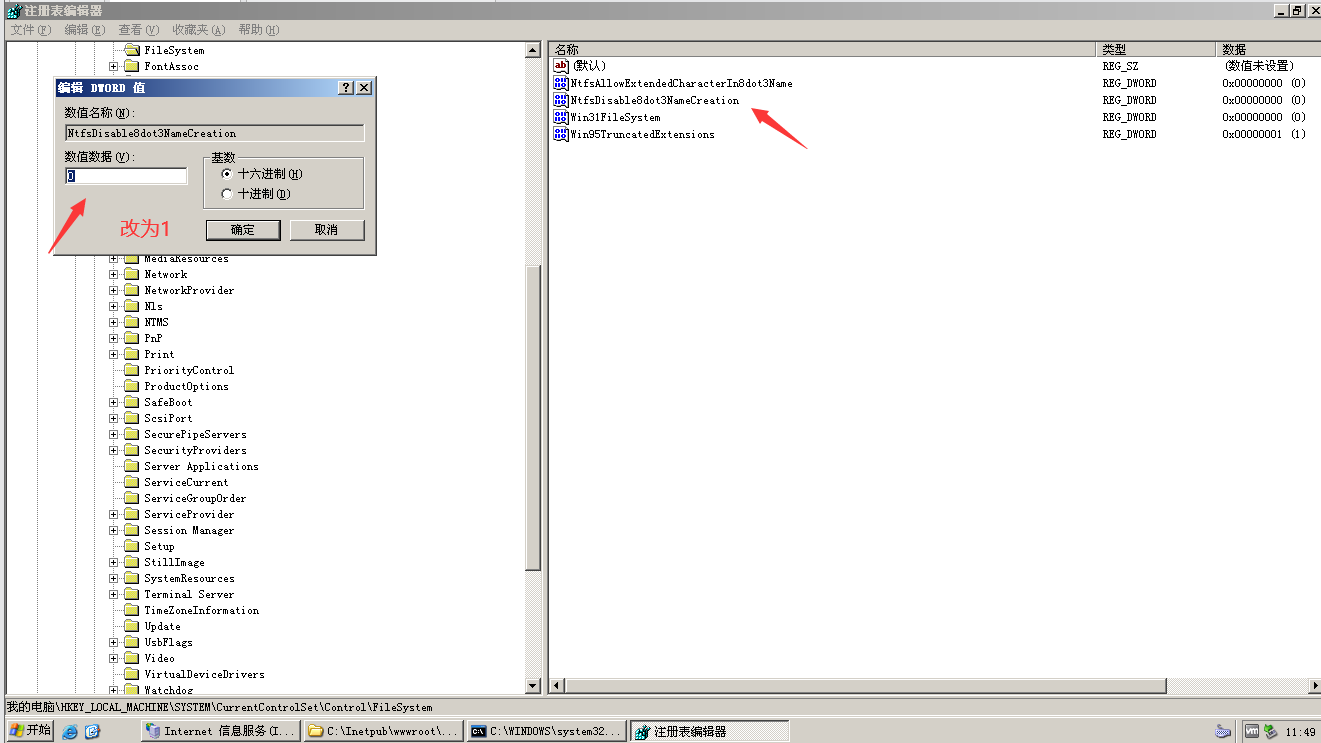 注册表编辑器
文件(F) 编辑(E) 查看(V) 收藏夹(A) 帮助(H)
FileSystem
FontAssoc
编辑 DWORD 值
数值名称(N):
NtfsDisable8dot3NameCreation
数值数据(V):
0
基数
十六进制(H)
十进制(D)
改为1
确定
取消
MediaResources
Network
NetworkProvider
Nls
NTMS
PnP
Print
PriorityControl
ProductOptions
SafeBoot
ScsiPort
SecurePipeServers
SecurityProviders
Server Applications
ServiceCurrent
ServiceGroupOrder
ServiceProvider
Session Manager
Setup
StillImage
SystemResources
Terminal Server
TimeZoneInformation
Update
UsbFlags
Video
VirtualDeviceDrivers
Watchdog
名称 类型 数据
ab (默认) REG_SZ (数值未设置)
NtfsAllowExtendedCharacterIn8dot3Name REG_DWORD 0x00000000 (0)
NtfsDisable8dot3NameCreation REG_DWORD 0x00000000 (0)
Win31FileSystem REG_DWORD 0x00000000 (0)
Win95TruncatedExtensions REG_DWORD 0x00000001 (1)
我的电脑\HKEY_LOCAL_MACHINE\SYSTEM\CurrentControlSet\Control\FileSystem
开始 Internet 信息服务(I... C:\Inetpub\wwwroot\... C:\WINDOWS\system32... 注册表编辑器 vm 11:49